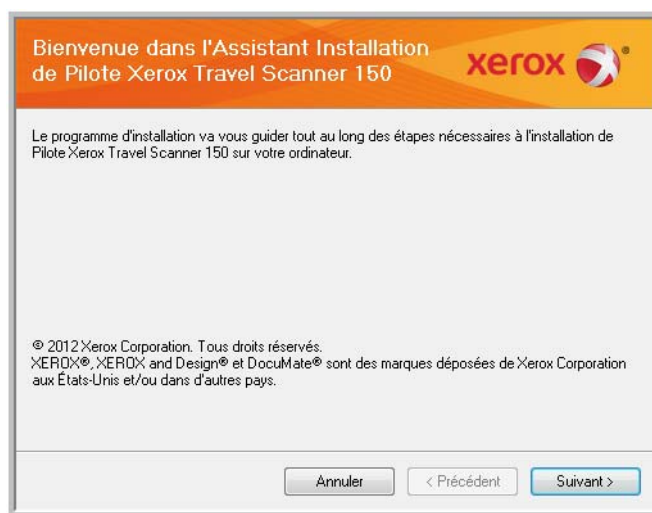 Bienvenue dans l'Assistant Installation
de Pilote Xerox Travel Scanner 150
xerox ®
Le programme d'installation va vous guider tout au long des étapes nécessaires à l'installation de
Pilote Xerox Travel Scanner 150 sur votre ordinateur.
© 2012 Xerox Corporation. Tous droits réservés.
XEROX®, XEROX and Design® et DocuMate® sont des marques déposées de Xerox Corporation
aux États-Unis et/ou dans d'autres pays.
Annuler
< Précédent
Suivant >